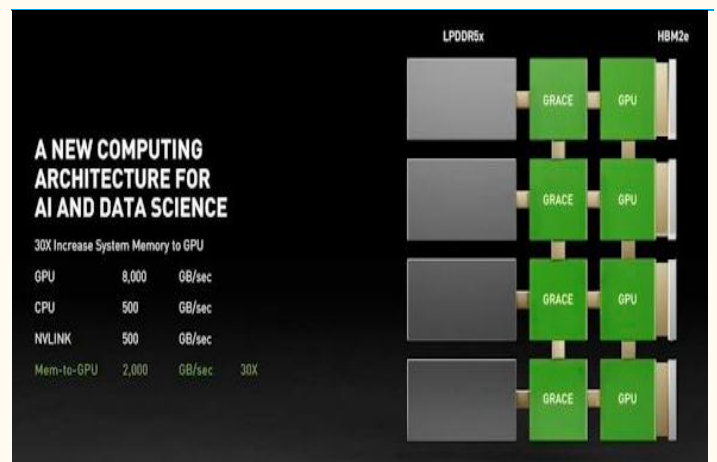 LPDDR5x HBM2e
A NEW COMPUTING
ARCHITECTURE FOR
AI AND DATA SCIENCE
30X Increase System Memory to GPU
GPU 8,000 GB/sec
CPU 500 GB/sec
NVLINK 500 GB/sec
Mem-to-GPU 2,000 GB/sec 30X
GRACE GPU
GRACE GPU
GRACE GPU
GRACE GPU